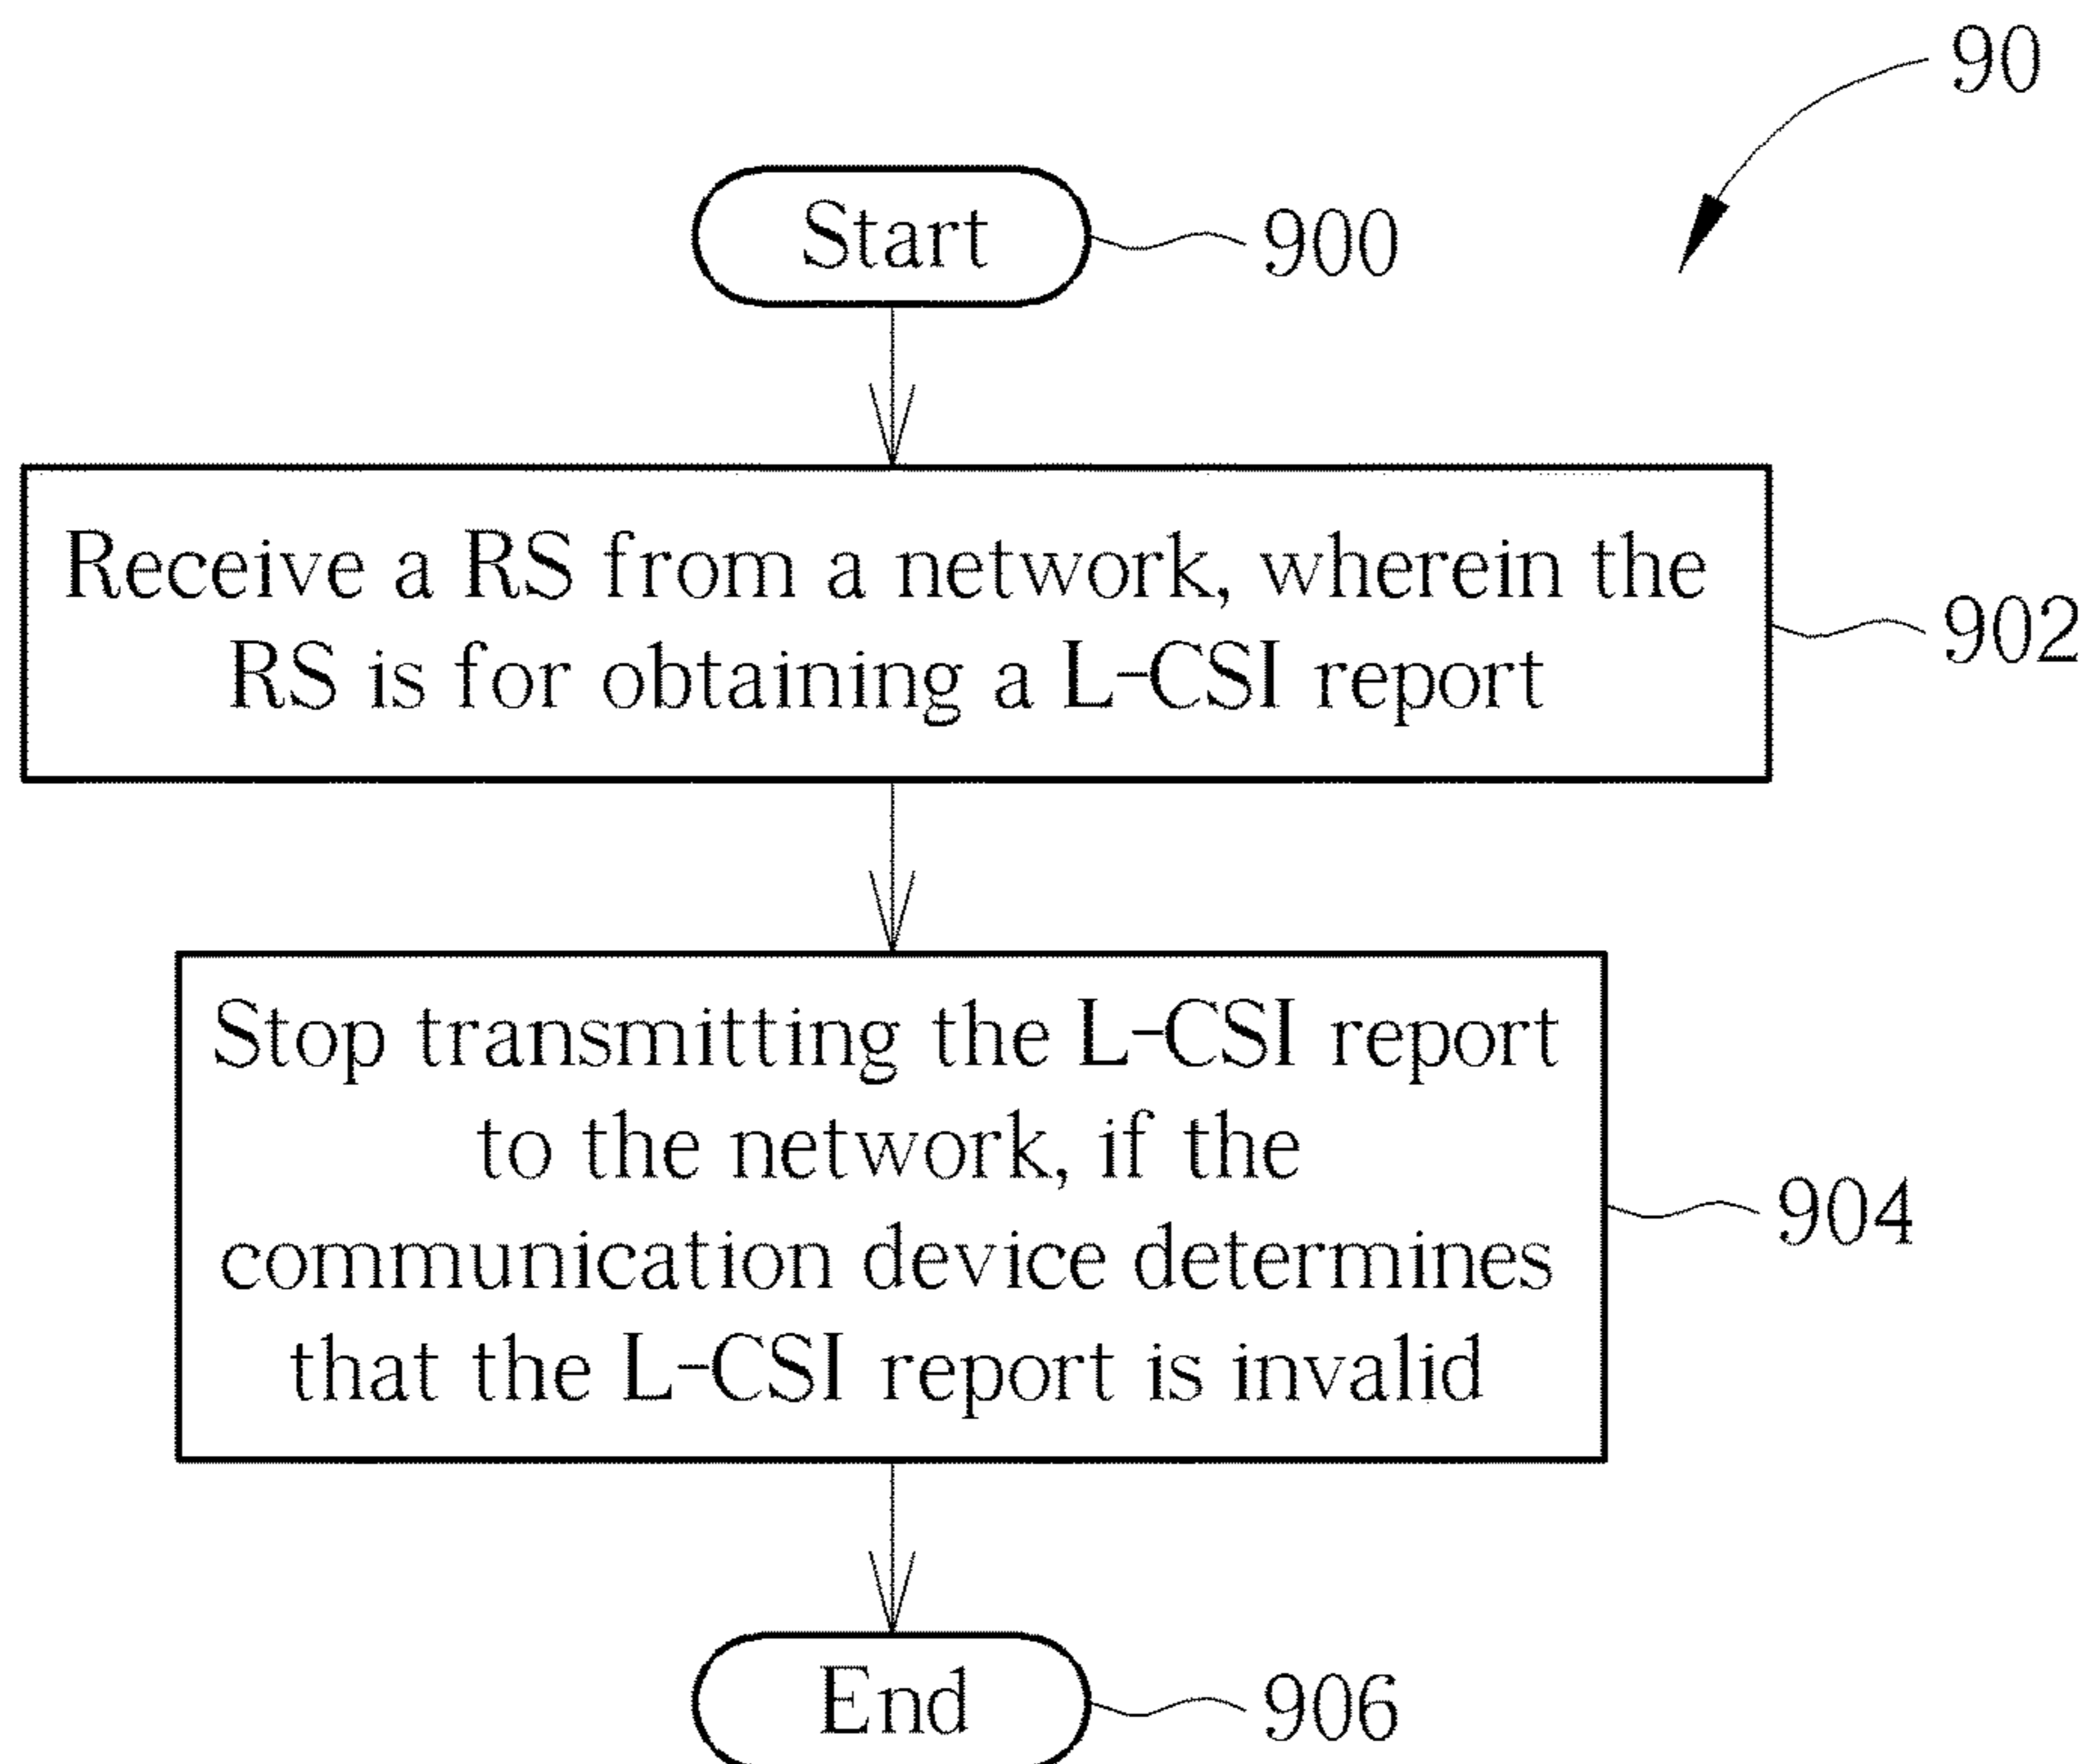 90
Start
900
Receive a RS from a network, wherein the
RS is for obtaining a L-CSI report
902
Stop transmitting the L-CSI report
to the network, if the
communication device determines
that the L-CSI report is invalid
904
End
906